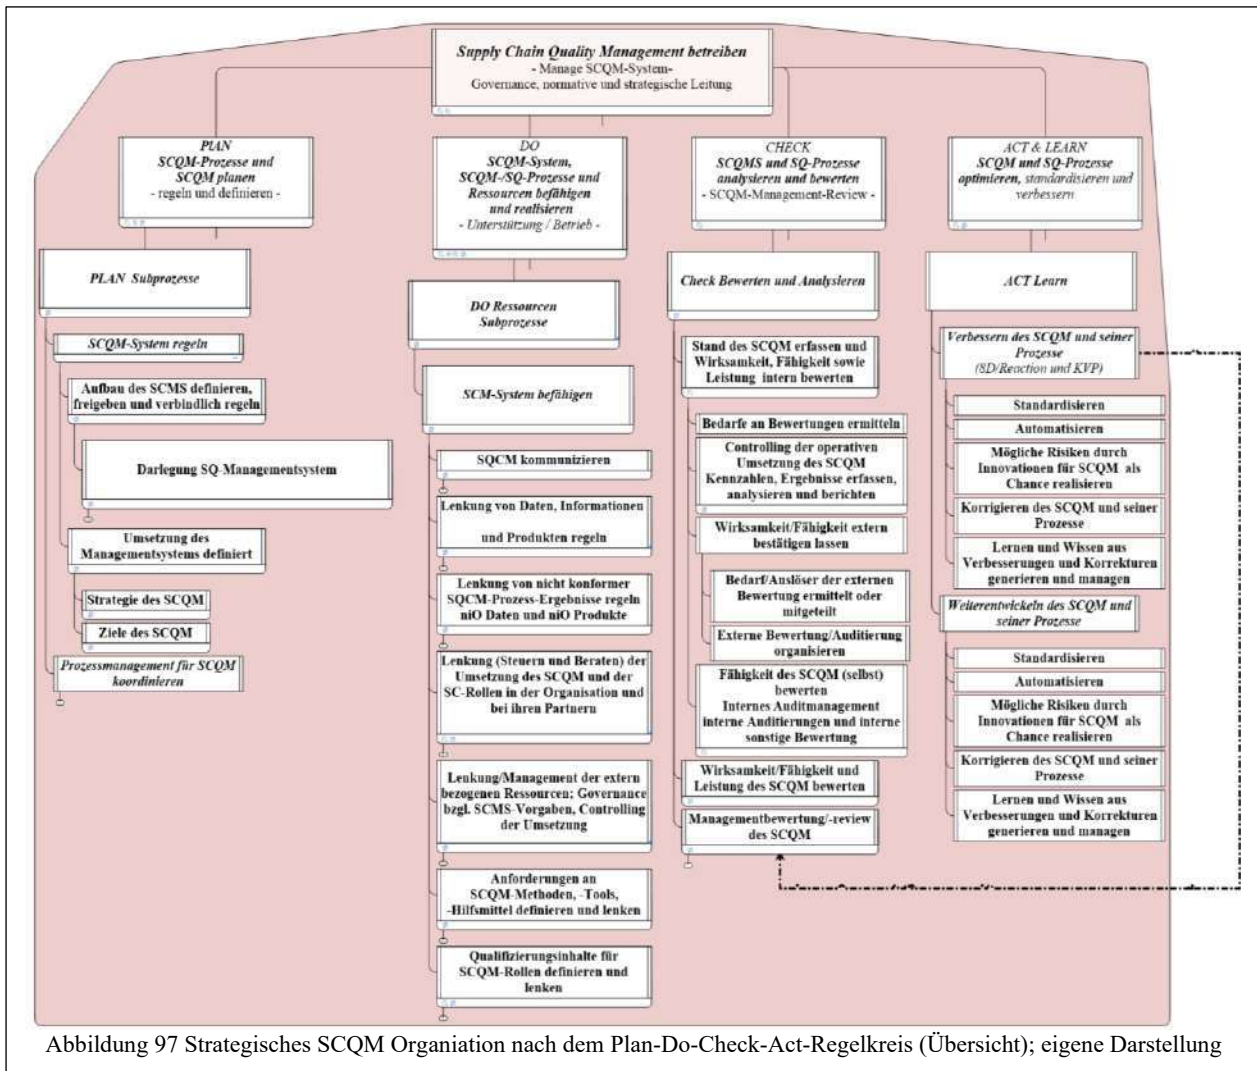 Supply Chain Quality Management betreiben
- Manage SCQM-System-
Governance, normative und strategische Leitung
PlAN
SCQM-Prozesse und
SCQM planen
- regeln und definieren -
PLAN Subprozesse
SCQM-System regeln
Aufbau des SCMS definieren,
freigeben und verbindlich regeln
Darlegung SQ-Managementsystem
Umsetzung des
Managementsystems definiert
Strategie des SCQM
Ziele des SCQM
Prozessmanagement für SCQM
koordinieren
DO
SCQM-System,
SCQM-/SQ-Prozesse und
Ressourcen befähigen
und realisieren
- Unterstützung / Betrieb -
DO Ressourcen
Subprozesse
SCM-System befähigen
SQCM kommunizieren
Lenkung von Daten, Informationen
und Produkten regeln
Lenkung von nicht konformer
SQCM-Prozess-Ergebnisse regeln
niO Daten und niO Produkte
Lenkung (Steuern und Beraten) der
Umsetzung des SCQM und der
SC-Rollen in der Organisation und
bei ihren Partnern
Lenkung/Management der extern
bezogenen Ressourcen; Governance
bzgl. SCMS-Vorgaben, Controlling
der Umsetzung
Anforderungen an
SCQM-Methoden, -Tools,
-Hilfsmittel definieren und lenken
Qualifizierungsinhalte für
SCQM-Rollen definieren und
lenken
CHECK
SCQMS und SQ-Prozesse
analysieren und bewerten
- SCQM-Management-Review -
Check Bewerten und Analysieren
Stand des SCQM erfassen und
Wirksamkeit, Fähigkeit sowie
Leistung intern bewerten
Bedarfe an Bewertungen ermitteln
Controlling der operativen
Umsetzung des SCQM
Kennzahlen, Ergebnisse erfassen,
analysieren und berichten
Wirksamkeit/Fähigkeit extern
bestätigen lassen
Bedarf/Auslöser der externen
Bewertung ermittelt oder
mitgeteilt
Externe Bewertung/Auditierung
organisieren
Fähigkeit des SCQM (selbst)
bewerten
Internes Auditmanagement
interne Auditierungen und interne
sonstige Bewertung
Wirksamkeit/Fähigkeit und
Leistung des SCQM bewerten
Managementbewertung/-review
des SCQM
ACT & LEARN
SCQM und SQ-Prozesse
optimieren, standardisieren und
verbessern
ACT Learn
Verbessern des SCQM und seiner
Prozesse
(8D/Reaction und KVP)
Standardisieren
Automatisieren
Mögliche Risiken durch
Innovationen für SCQM als
Chance realisieren
Korrigieren des SCQM und seiner
Prozesse
Lernen und Wissen aus
Verbesserungen und Korrekturen
generieren und managen
Weiterentwickeln des SCQM und
seiner Prozesse
Standardisieren
Automatisieren
Mögliche Risiken durch
Innovationen für SCQM als
Chance realisieren
Korrigieren des SCQM und seiner
Prozesse
Lernen und Wissen aus
Verbesserungen und Korrekturen
generieren und managen
Abbildung 97 Strategisches SCQM Organiation nach dem Plan-Do-Check-Act-Regelkreis (Übersicht); eigene Darstellung